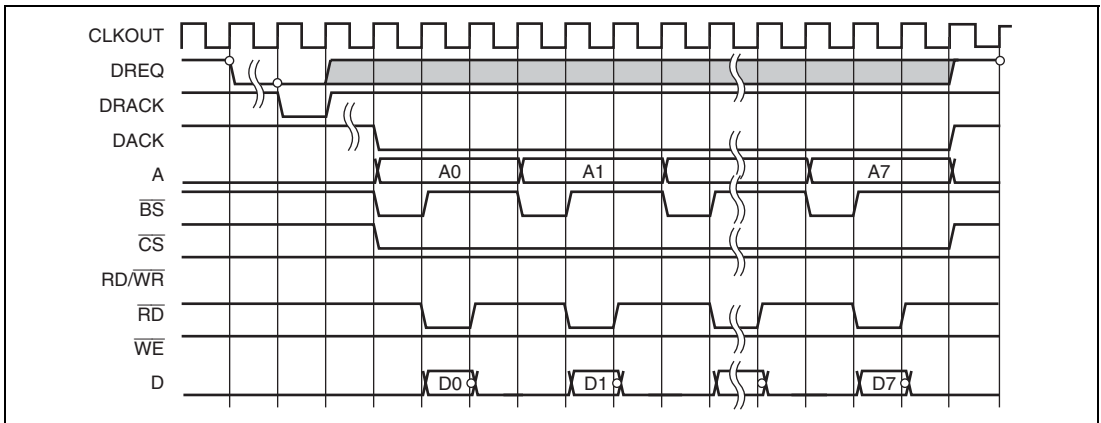 CLKOUT
DREQ
DRACK
DACK
A A0 A1 A7
BS
CS
RD/WR
RD
WE
D D0 D1 D7